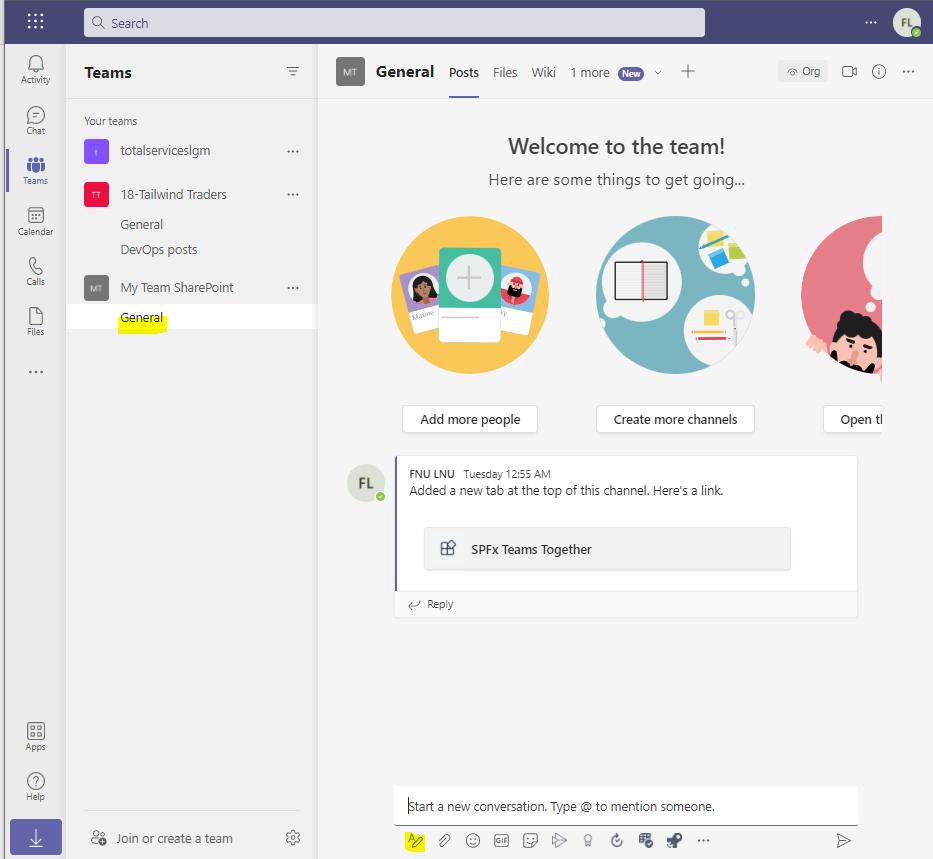 Search
FL
Activity
Chat
Teams
Calendar
Calls
Files
Apps
Help
Teams
Your teams
t
totalserviceslgm
TT
18-Tailwind Traders
General
DevOps posts
MT
My Team SharePoint
General
Join or create a team
MT
General
Posts
Files
Wiki
1 more
New
Org
Welcome to the team!
Here are some things to get going...
Maxine
ky
Add more people
Create more channels
Open
FL
FNU LNU Tuesday 12:55 AM
Added a new tab at the top of this channel. Here's a link.
SPFx Teams Together
Reply
Start a new conversation. Type @ to mention someone.
GIF